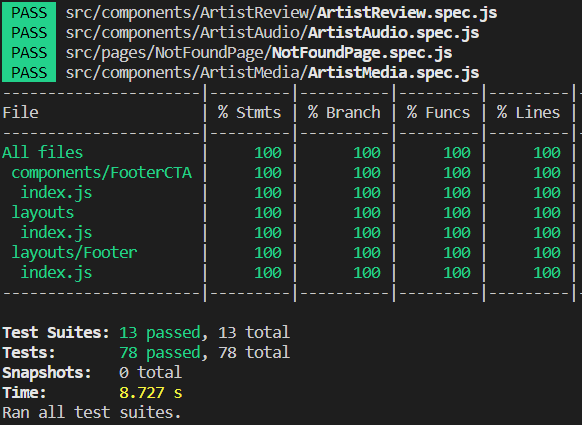 PASS src/components/ArtistReview/ArtistReview.spec.js
PASS src/components/ArtistAudio/ArtistAudio.spec.js
PASS src/pages/NotFoundPage/NotFoundPage.spec.js
PASS src/components/ArtistMedia/ArtistMedia.spec.js
---------------------|---------|----------|---------|---------|-
File                 | % Stmts | % Branch | % Funcs | % Lines |
---------------------|---------|----------|---------|---------|-
All files            |     100 |      100 |     100 |     100 |
 components/FooterCTA |     100 |      100 |     100 |     100 |
  index.js           |     100 |      100 |     100 |     100 |
 layouts             |     100 |      100 |     100 |     100 |
  index.js           |     100 |      100 |     100 |     100 |
 layouts/Footer      |     100 |      100 |     100 |     100 |
  index.js           |     100 |      100 |     100 |     100 |
---------------------|---------|----------|---------|---------|-
Test Suites: 13 passed, 13 total
Tests:       78 passed, 78 total
Snapshots:   0 total
Time:        8.727 s
Ran all test suites.